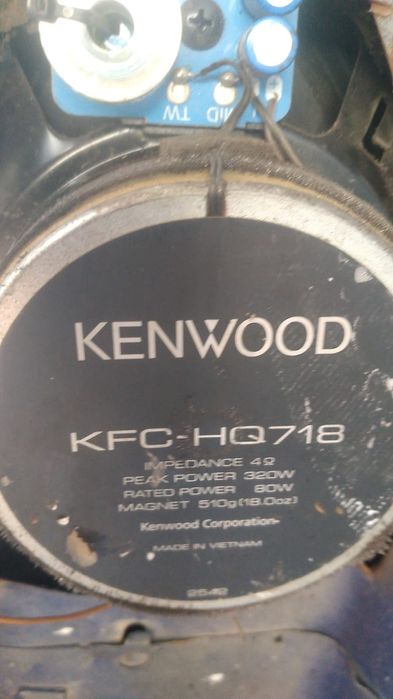 TW
MID
KENWOOD
KFC-HQ718
IMPEDANCE 4Ω
PEAK POWER 320W
RATED POWER 80W
MAGNET 510g(18.0oz)
Kenwood Corporation
MADE IN VIETNAM
2542